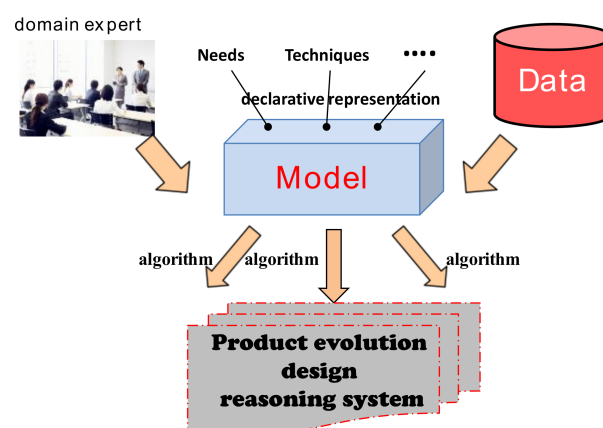 domain expert
Needs Techniques ••••
declarative representation
Data
Model
algorithm algorithm algorithm
Product evolution
design
reasoning system